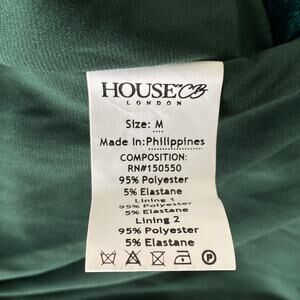 HOUSE CB
LONDON
Size: M
Made In:Philippines
COMPOSITION:
RN#150550
95% Polyester
5% Elastane
Lining 1
95% Polyester
5% Elastane
Lining 2
95% Polyester
5% Elastane
P